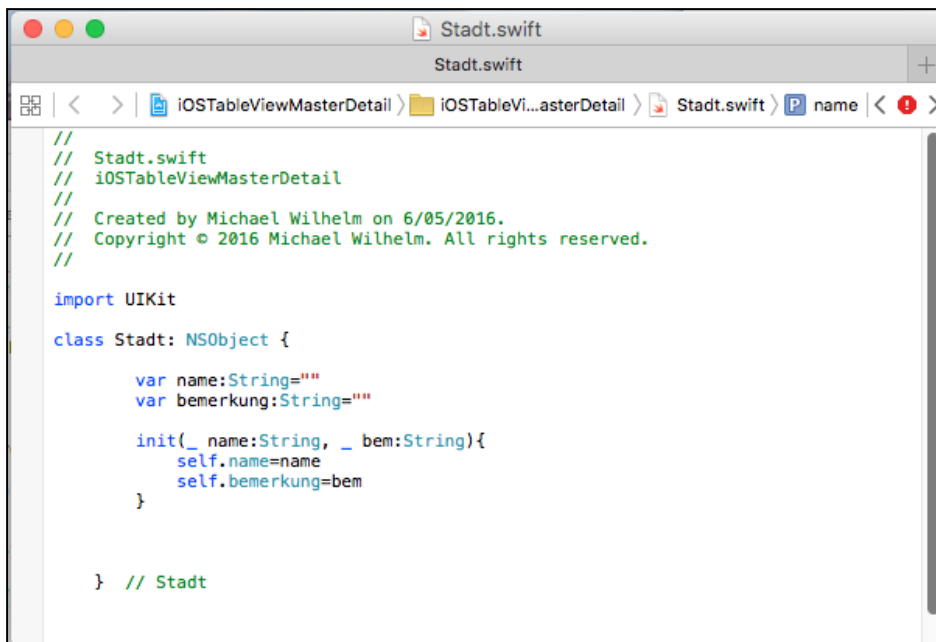 Stadt.swift
Stadt.swift
iOSTableViewMasterDetail iOSTableVi...asterDetail Stadt.swift P name
//
// Stadt.swift
// iOSTableViewMasterDetail
//
// Created by Michael Wilhelm on 6/05/2016.
// Copyright © 2016 Michael Wilhelm. All rights reserved.
//
import UIKit
class Stadt: NSObject {
var name:String=""
var bemerkung:String=""
init(_ name:String, _ bem:String){
self.name=name
self.bemerkung=bem
}
} // Stadt